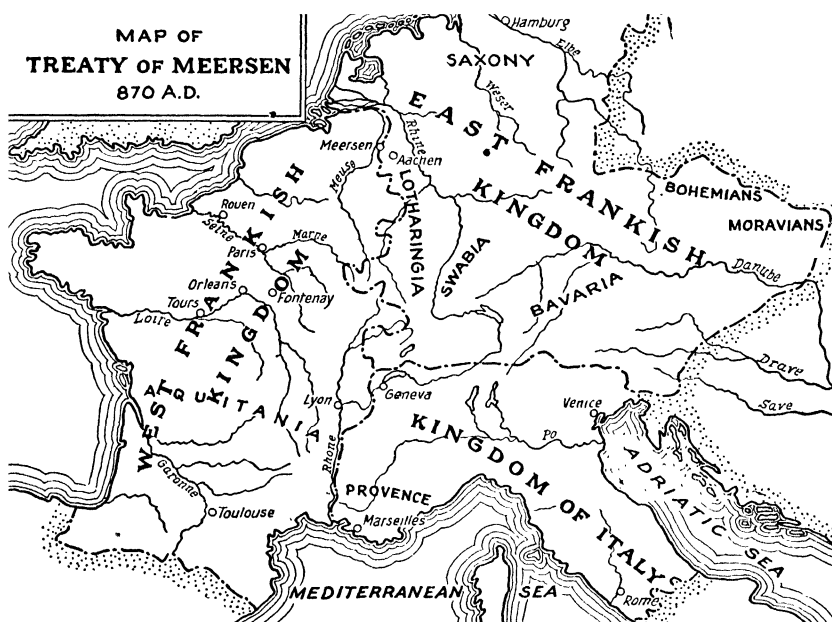 MAP OF
TREATY OF MEERSEN
870 A.D.
Hamburg
Elbe
SAXONY
Weser
EAST FRANKISH
KINGDOM
Rhine
Meersen
Aachen
Meuse
LOTHARINGIA
BOHEMIANS
MORAVIANS
Rouen
Seine
Paris
Marne
SWABIA
BAVARIA
Danube
Orleans
Fontenay
Tours
Loire
WEST FRANKISH
KINGDOM
AQUITANIA
Lyon
Geneva
Venice
Drave
Save
KINGDOM OF ITALY
Po
Rhone
Garonne
PROVENCE
ADRIATIC SEA
Toulouse
Marseilles
MEDITERRANEAN SEA
Rome